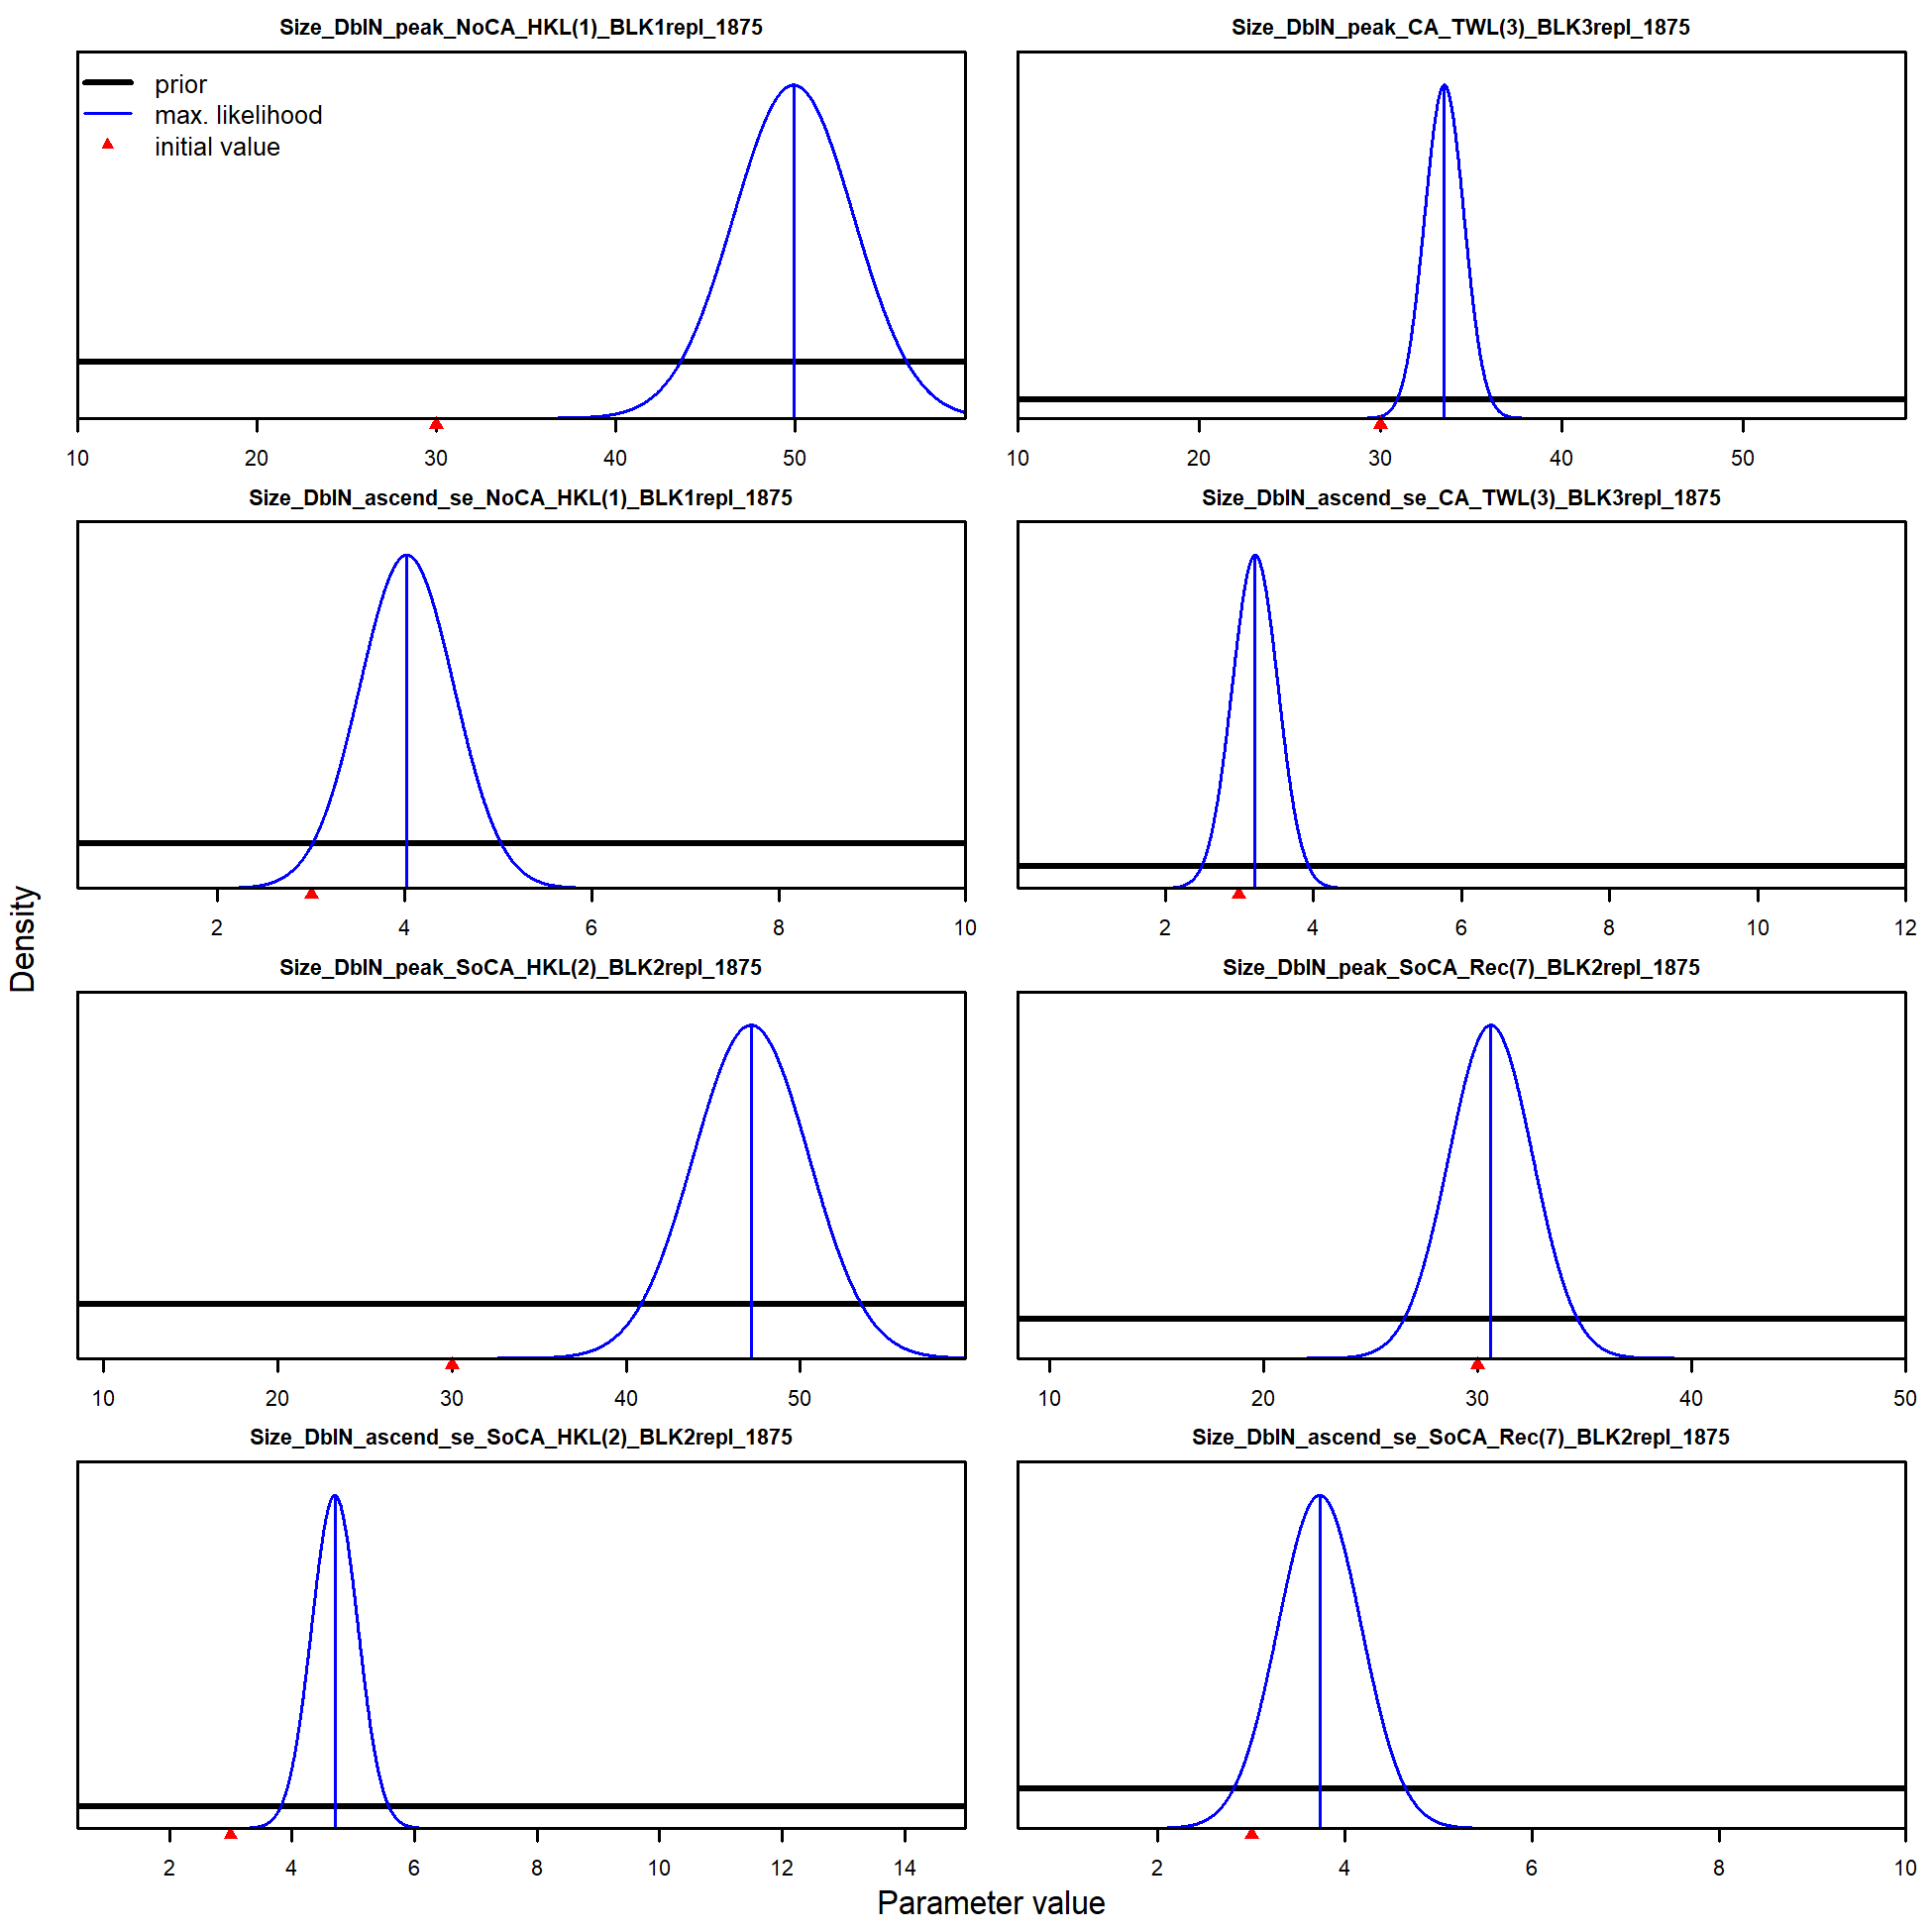 Size_DblN_peak_NoCA_HKL(1)_BLK1repl_1875
prior
max. likelihood
initial value
10 20 30 40 50
Size_DblN_peak_CA_TWL(3)_BLK3repl_1875
10 20 30 40 50
Size_DblN_ascend_se_NoCA_HKL(1)_BLK1repl_1875
2 4 6 8 10
Size_DblN_ascend_se_CA_TWL(3)_BLK3repl_1875
2 4 6 8 10 12
Density
Size_DblN_peak_SoCA_HKL(2)_BLK2repl_1875
10 20 30 40 50
Size_DblN_peak_SoCA_Rec(7)_BLK2repl_1875
10 20 30 40 50
Size_DblN_ascend_se_SoCA_HKL(2)_BLK2repl_1875
2 4 6 8 10 12 14
Size_DblN_ascend_se_SoCA_Rec(7)_BLK2repl_1875
2 4 6 8 10
Parameter value